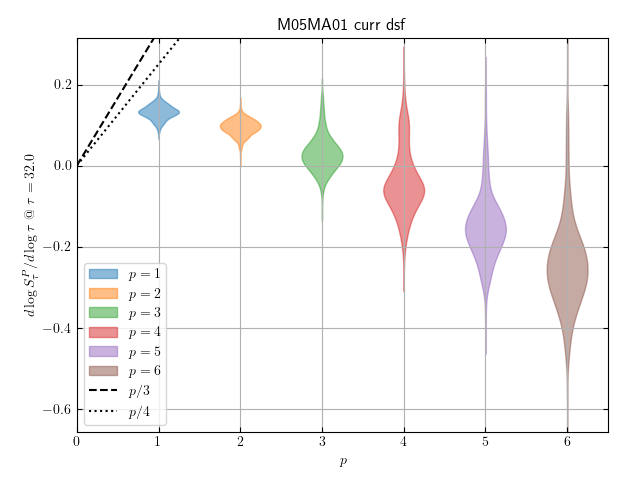 M05MA01 curr dsf
d log S_τ^P / d log τ @ τ = 32.0
0.2
0.0
−0.2
−0.4
−0.6
p = 1
p = 2
p = 3
p = 4
p = 5
p = 6
p/3
p/4
0 1 2 3 4 5 6
p